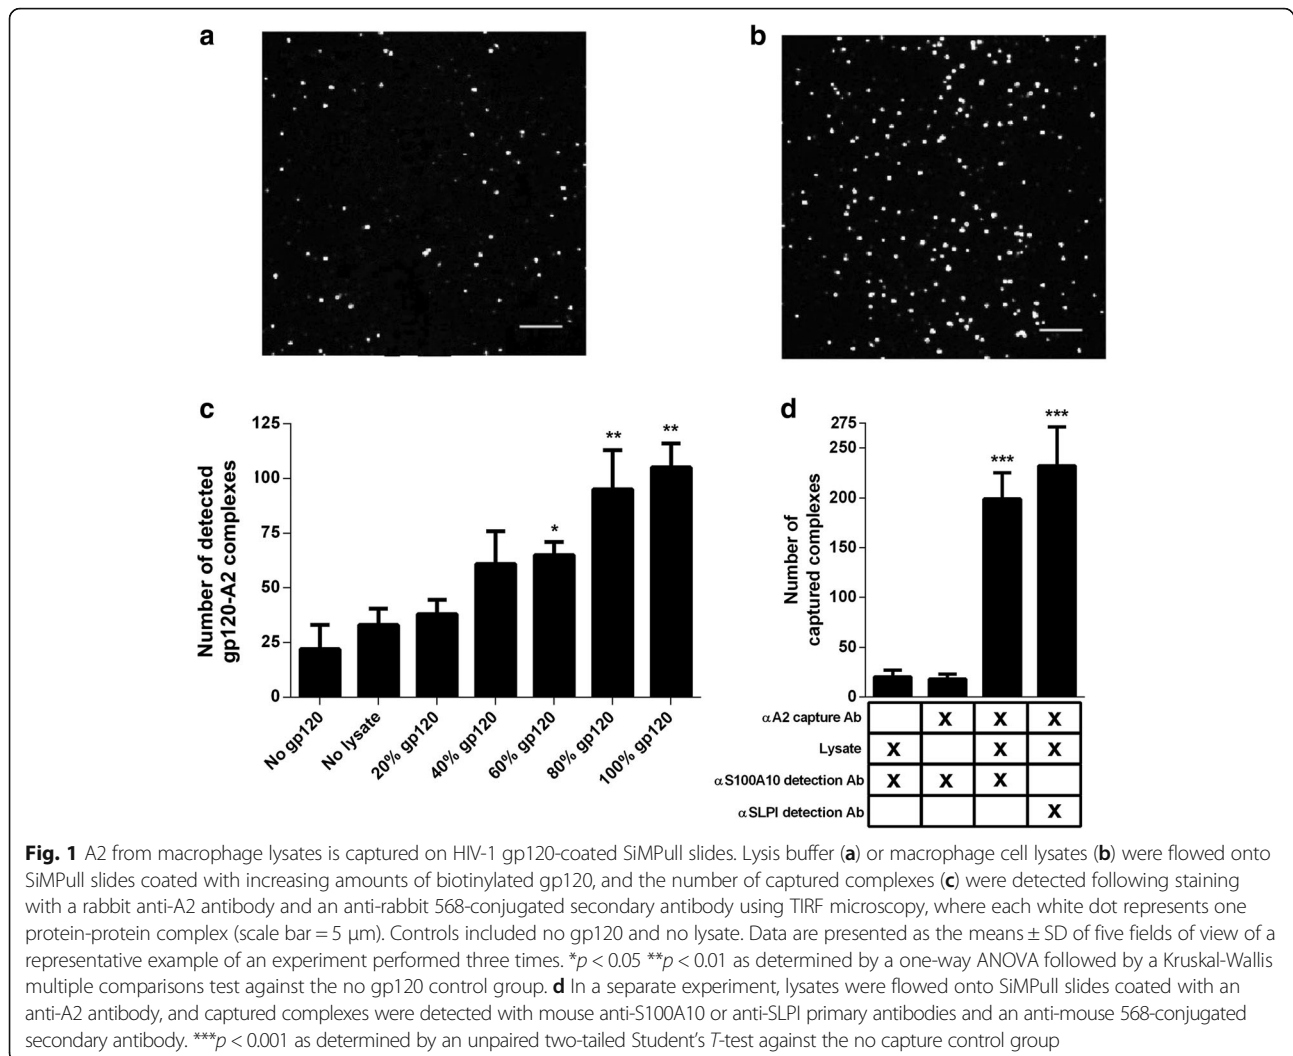 a
b
c
125
100
75
50
25
0
Number of detected
gp120-A2 complexes
**
**
*
No gp120
No lysate
20% gp120
40% gp120
60% gp120
80% gp120
100% gp120
d
275
250
200
150
100
50
0
Number of
captured complexes
***
***
αA2 capture Ab X X X
Lysate X X X
αS100A10 detection Ab X X X
αSLPI detection Ab X
Fig. 1 A2 from macrophage lysates is captured on HIV-1 gp120-coated SiMPull slides. Lysis buffer (a) or macrophage cell lysates (b) were flowed onto
SiMPull slides coated with increasing amounts of biotinylated gp120, and the number of captured complexes (c) were detected following staining
with a rabbit anti-A2 antibody and an anti-rabbit 568-conjugated secondary antibody using TIRF microscopy, where each white dot represents one
protein-protein complex (scale bar = 5 μm). Controls included no gp120 and no lysate. Data are presented as the means ± SD of five fields of view of a
representative example of an experiment performed three times. *p < 0.05 **p < 0.01 as determined by a one-way ANOVA followed by a Kruskal-Wallis
multiple comparisons test against the no gp120 control group. d In a separate experiment, lysates were flowed onto SiMPull slides coated with an
anti-A2 antibody, and captured complexes were detected with mouse anti-S100A10 or anti-SLPI primary antibodies and an anti-mouse 568-conjugated
secondary antibody. ***p < 0.001 as determined by an unpaired two-tailed Student's T-test against the no capture control group